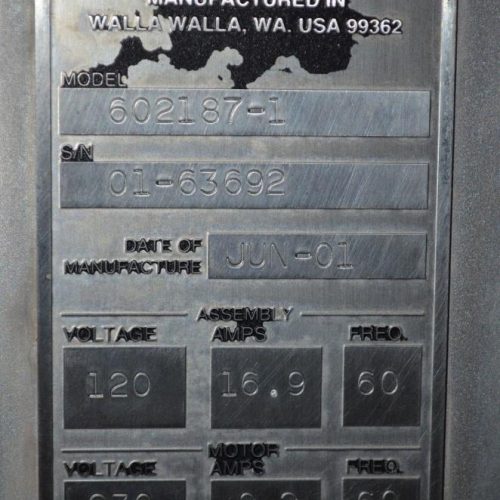 MANUFACTURED IN
WALLA WALLA, WA. USA 99362
MODEL
602187-1
S/N
01-63692
DATE OF
MANUFACTURE JUN-01
ASSEMBLY
VOLTAGE AMPS FREQ.
120 16.9 60
MOTOR
VOLTAGE AMPS FREQ.
60